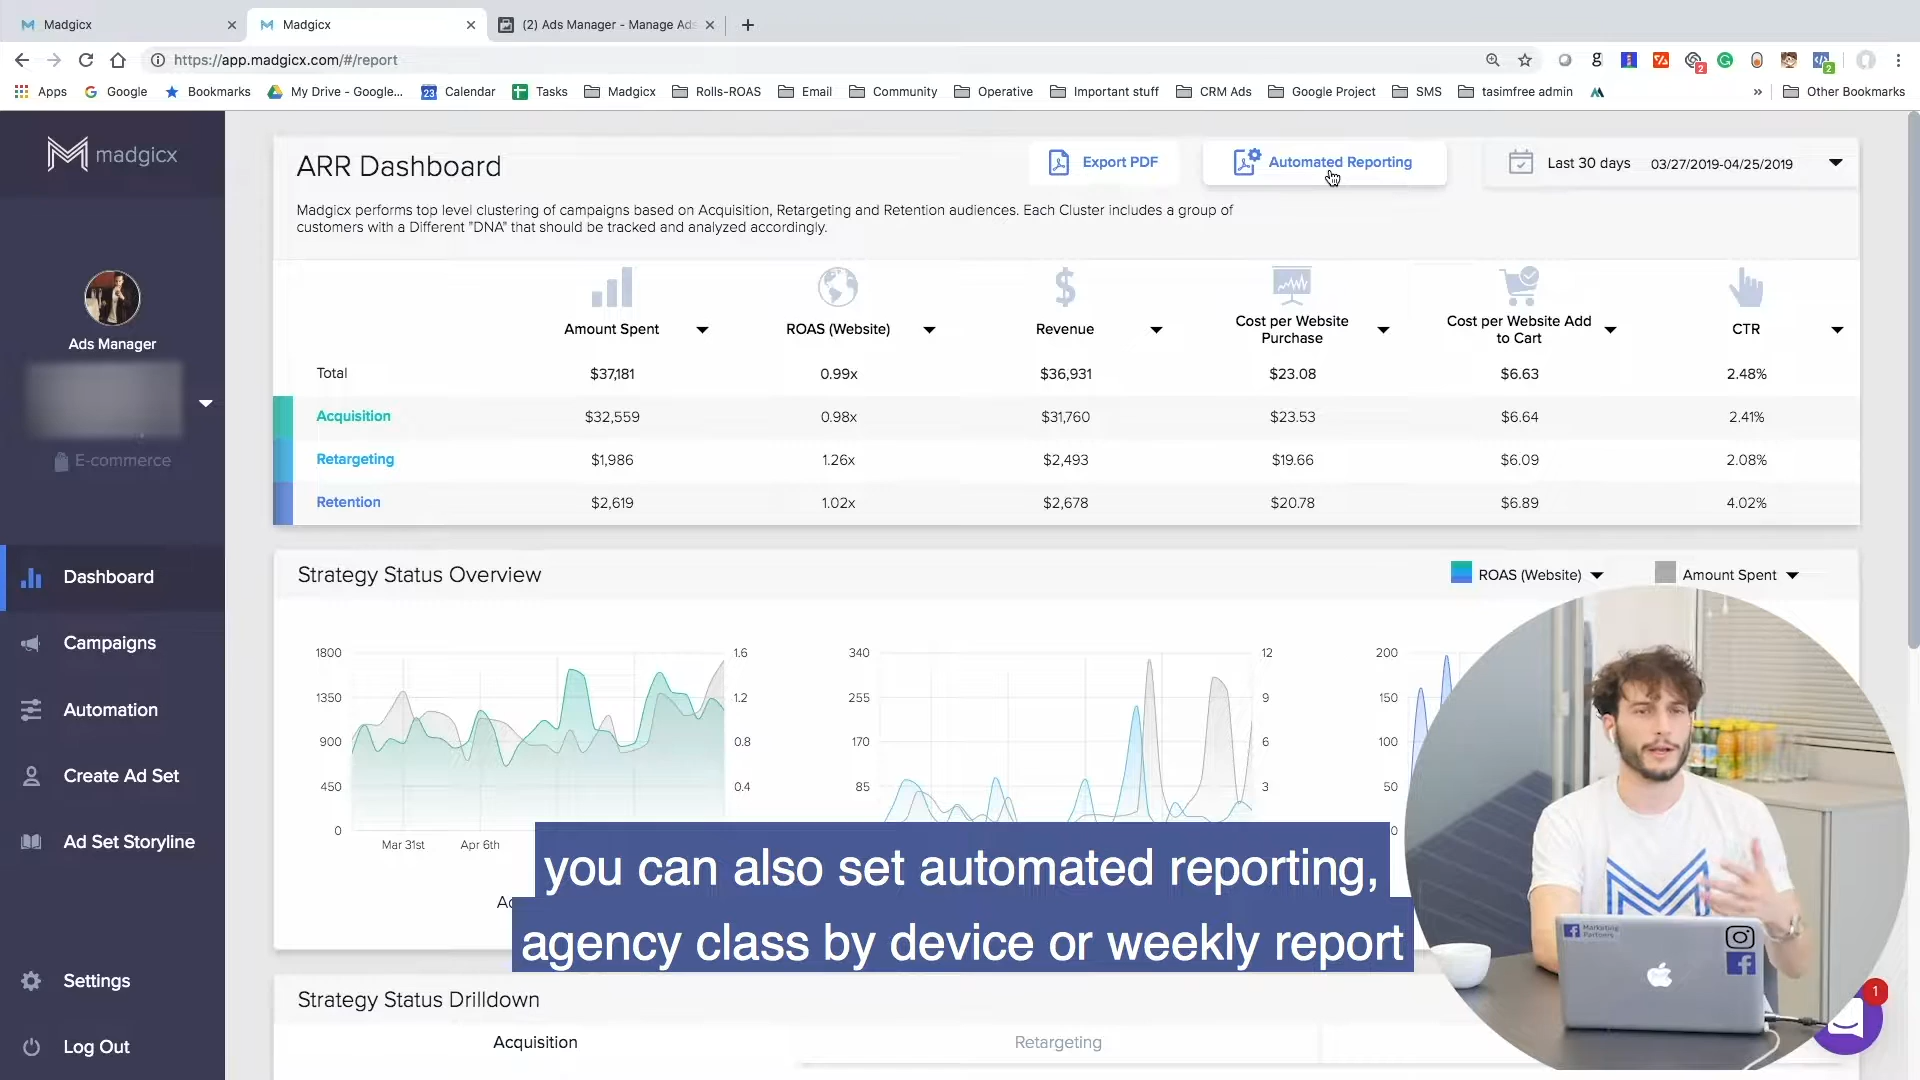 Madgicx
Madgicx
(2) Ads Manager - Manage Ads
https://app.madgicx.com/#/report
2
2
Apps
Google
Bookmarks
My Drive - Google...
23
Calendar
Tasks
Madgicx
Rolls-ROAS
Email
Community
Operative
Important stuff
CRM Ads
Google Project
SMS
tasimfree admin
»
Other Bookmarks
madgicx
Ads Manager
E-commerce
Dashboard
Campaigns
Automation
Create Ad Set
Ad Set Storyline
Settings
Log Out
ARR Dashboard
Export PDF
Automated Reporting
Last 30 days 03/27/2019-04/25/2019
Madgicx performs top level clustering of campaigns based on Acquisition, Retargeting and Retention audiences. Each Cluster includes a group of
customers with a Different "DNA" that should be tracked and analyzed accordingly.
Amount Spent
ROAS (Website)
Revenue
Cost per Website
Purchase
Cost per Website Add
to Cart
CTR
Total $37,181 0.99x $36,931 $23.08 $6.63 2.48%
Acquisition $32,559 0.98x $31,760 $23.53 $6.64 2.41%
Retargeting $1,986 1.26x $2,493 $19.66 $6.09 2.08%
Retention $2,619 1.02x $2,678 $20.78 $6.89 4.02%
Strategy Status Overview
ROAS (Website)
Amount Spent
1800
1350
900
450
0
1.6
1.2
0.8
0.4
Mar 31st
Apr 6th
340
255
170
85
12
9
6
3
200
150
100
50
0
you can also set automated reporting,
agency class by device or weekly report
Marketing
Partners
Strategy Status Drilldown
Acquisition
Retargeting
1